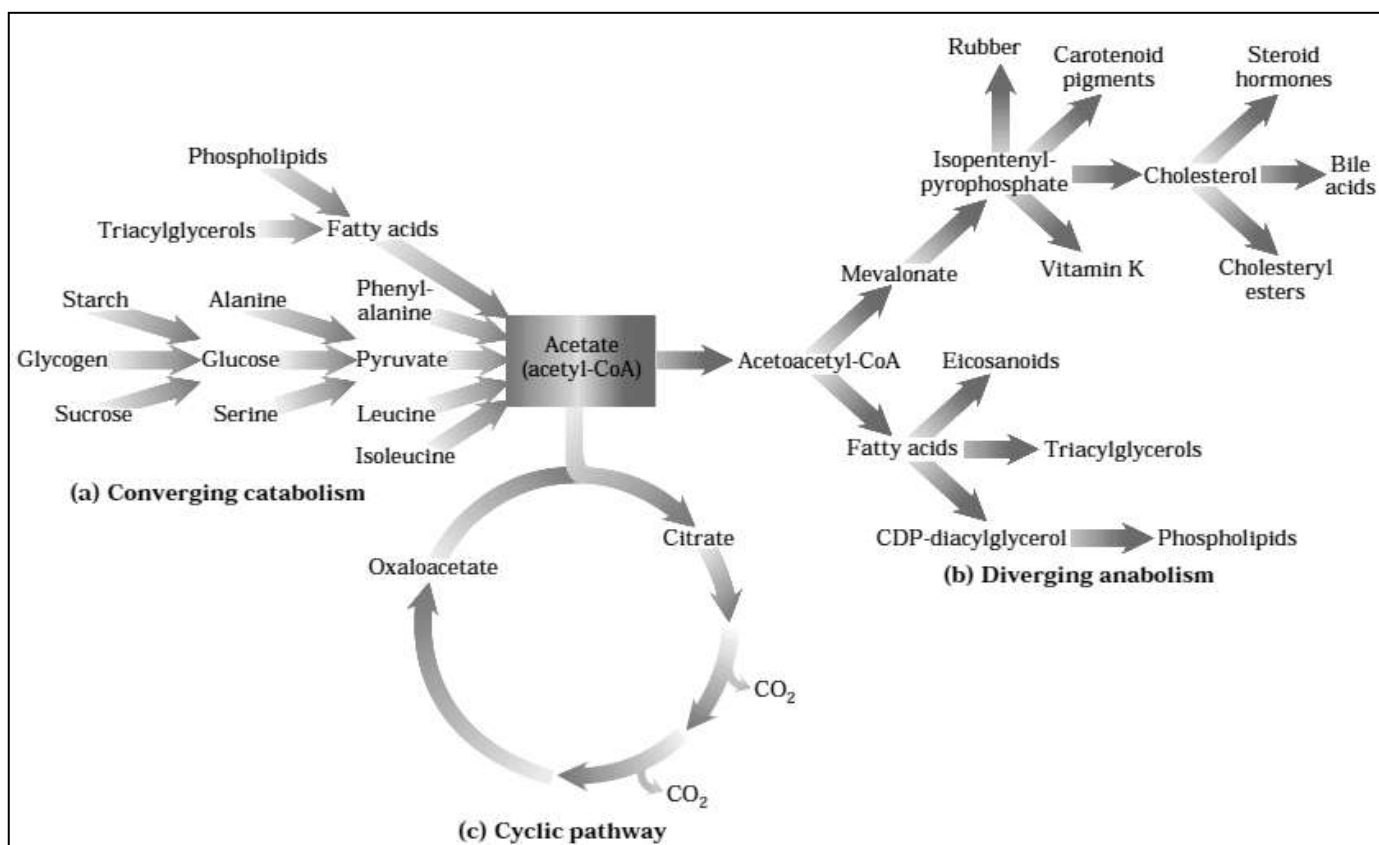 Rubber
Carotenoid
pigments
Steroid
hormones
Phospholipids
Isopentenyl-
pyrophosphate
Cholesterol
Bile
acids
Triacylglycerols
Fatty acids
Mevalonate
Vitamin K
Cholesteryl
esters
Starch
Alanine
Phenyl-
alanine
Glycogen
Glucose
Pyruvate
Acetate
(acetyl-CoA)
Acetoacetyl-CoA
Eicosanoids
Sucrose
Serine
Leucine
Isoleucine
Fatty acids
Triacylglycerols
(a) Converging catabolism
CDP-diacylglycerol
Phospholipids
(b) Diverging anabolism
Oxaloacetate
Citrate
CO2
CO2
(c) Cyclic pathway